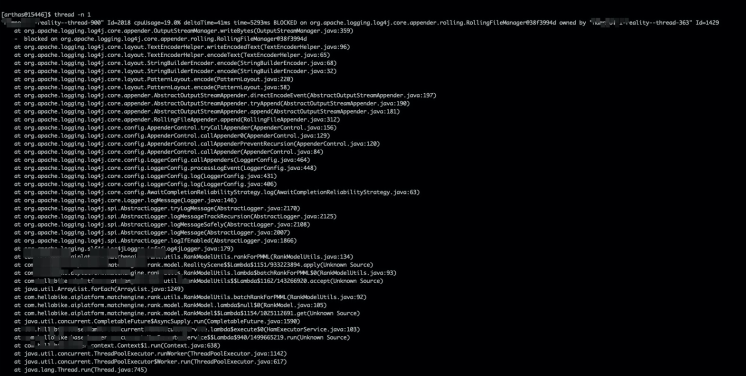 [arthas@15446]$ thread -n 1
reality--thread-900" Id=2018 cpuUsage=19.0% deltaTime=41ms time=5293ms BLOCKED on org.apache.logging.log4j.core.appender.rolling.RollingFileManager@38f3994d owned by " reality--thread-363" Id=1429
at org.apache.logging.log4j.core.appender.OutputStreamManager.writeBytes(OutputStreamManager.java:359)
- blocked on org.apache.logging.log4j.core.appender.rolling.RollingFileManager@38f3994d
at org.apache.logging.log4j.core.layout.TextEncoderHelper.writeEncodedText(TextEncoderHelper.java:96)
at org.apache.logging.log4j.core.layout.TextEncoderHelper.encodeText(TextEncoderHelper.java:65)
at org.apache.logging.log4j.core.layout.StringBuilderEncoder.encode(StringBuilderEncoder.java:68)
at org.apache.logging.log4j.core.layout.StringBuilderEncoder.encode(StringBuilderEncoder.java:32)
at org.apache.logging.log4j.core.layout.PatternLayout.encode(PatternLayout.java:220)
at org.apache.logging.log4j.core.layout.PatternLayout.encode(PatternLayout.java:58)
at org.apache.logging.log4j.core.appender.AbstractOutputStreamAppender.directEncodeEvent(AbstractOutputStreamAppender.java:197)
at org.apache.logging.log4j.core.appender.AbstractOutputStreamAppender.tryAppend(AbstractOutputStreamAppender.java:190)
at org.apache.logging.log4j.core.appender.AbstractOutputStreamAppender.append(AbstractOutputStreamAppender.java:181)
at org.apache.logging.log4j.core.appender.RollingFileAppender.append(RollingFileAppender.java:312)
at org.apache.logging.log4j.core.config.AppenderControl.tryCallAppender(AppenderControl.java:156)
at org.apache.logging.log4j.core.config.AppenderControl.callAppender0(AppenderControl.java:129)
at org.apache.logging.log4j.core.config.AppenderControl.callAppenderPreventRecursion(AppenderControl.java:120)
at org.apache.logging.log4j.core.config.AppenderControl.callAppender(AppenderControl.java:84)
at org.apache.logging.log4j.core.config.LoggerConfig.callAppenders(LoggerConfig.java:464)
at org.apache.logging.log4j.core.config.LoggerConfig.processLogEvent(LoggerConfig.java:448)
at org.apache.logging.log4j.core.config.LoggerConfig.log(LoggerConfig.java:431)
at org.apache.logging.log4j.core.config.LoggerConfig.log(LoggerConfig.java:406)
at org.apache.logging.log4j.core.config.AwaitCompletionReliabilityStrategy.log(AwaitCompletionReliabilityStrategy.java:63)
at org.apache.logging.log4j.core.Logger.logMessage(Logger.java:146)
at org.apache.logging.log4j.spi.AbstractLogger.tryLogMessage(AbstractLogger.java:2170)
at org.apache.logging.log4j.spi.AbstractLogger.logMessageTrackRecursion(AbstractLogger.java:2125)
at org.apache.logging.log4j.spi.AbstractLogger.logMessageSafely(AbstractLogger.java:2108)
at org.apache.logging.log4j.spi.AbstractLogger.logMessage(AbstractLogger.java:2007)
at org.apache.logging.log4j.spi.AbstractLogger.logIfEnabled(AbstractLogger.java:1866)
at org.apache.logging.slf4j.Log4jLogger.info(Log4jLogger.java:179)
at aiplatform.matchengine.rank.utils.RankModelUtils.rankForPMML(RankModelUtils.java:134)
at aiplatform.matchengine.rank.model.RealityScene$$Lambda$1151/933223894.apply(Unknown Source)
at rank.utils.RankModelUtils.lambda$batchRankForPMML$0(RankModelUtils.java:93)
at rank.utils.RankModelUtils$$Lambda$1162/143266920.accept(Unknown Source)
at java.util.ArrayList.forEach(ArrayList.java:1249)
at com.hellobike.aiplatform.matchengine.rank.utils.RankModelUtils.batchRankForPMML(RankModelUtils.java:92)
at com.hellobike.aiplatform.matchengine.rank.RankModel.lambda$null$0(RankModel.java:105)
at com.hellobike.aiplatform.matchengine.rank.RankModel$$Lambda$1154/1025112691.get(Unknown Source)
at java.util.concurrent.CompletableFuture$AsyncSupply.run(CompletableFuture.java:1590)
at lambda$execute$0(HamExecutorService.java:103)
at $$Lambda$940/1499665219.run(Unknown Source)
at context.Context$1.run(Context.java:638)
at java.util.concurrent.ThreadPoolExecutor.runWorker(ThreadPoolExecutor.java:1142)
at java.util.concurrent.ThreadPoolExecutor$Worker.run(ThreadPoolExecutor.java:617)
at java.lang.Thread.run(Thread.java:745)